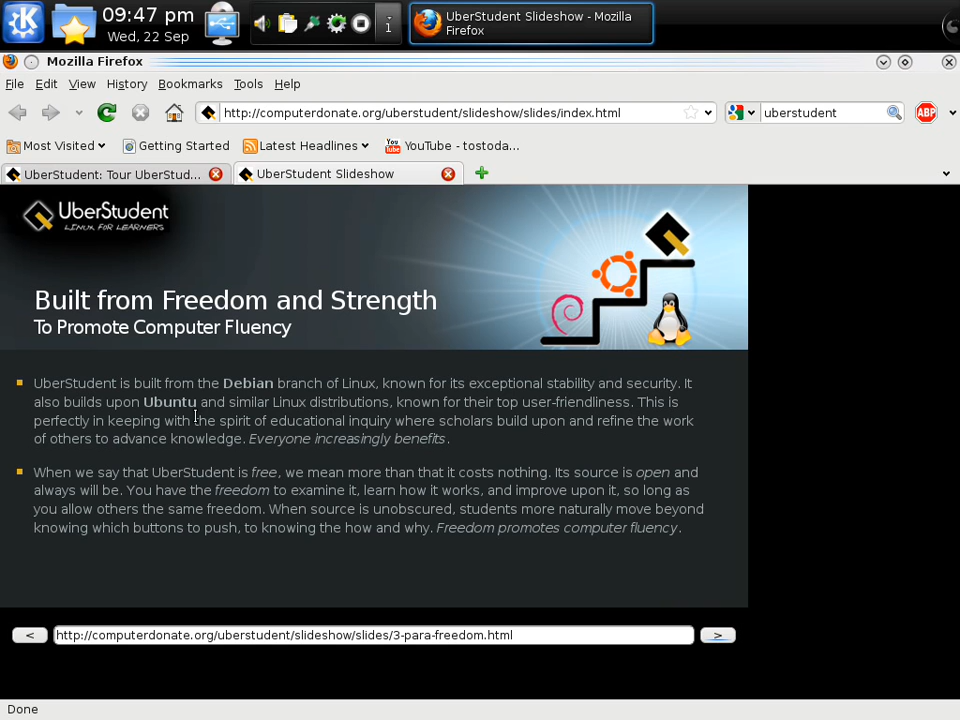 09:47 pm
Wed, 22 Sep
i
UberStudent Slideshow - Mozilla
Firefox
Mozilla Firefox
File Edit View History Bookmarks Tools Help
http://computerdonate.org/uberstudent/slideshow/slides/index.html
uberstudent
ABP
Most Visited
Getting Started
Latest Headlines
You Tube
YouTube - tostoda...
UberStudent: Tour UberStud...
UberStudent Slideshow
UberStudent
LINUX FOR LEARNERS
Built from Freedom and Strength
To Promote Computer Fluency
UberStudent is built from the Debian branch of Linux, known for its exceptional stability and security. It
also builds upon Ubuntu and similar Linux distributions, known for their top user-friendliness. This is
perfectly in keeping with the spirit of educational inquiry where scholars build upon and refine the work
of others to advance knowledge. Everyone increasingly benefits.
When we say that UberStudent is free, we mean more than that it costs nothing. Its source is open and
always will be. You have the freedom to examine it, learn how it works, and improve upon it, so long as
you allow others the same freedom. When source is unobscured, students more naturally move beyond
knowing which buttons to push, to knowing the how and why. Freedom promotes computer fluency.
< http://computerdonate.org/uberstudent/slideshow/slides/3-para-freedom.html >
Done